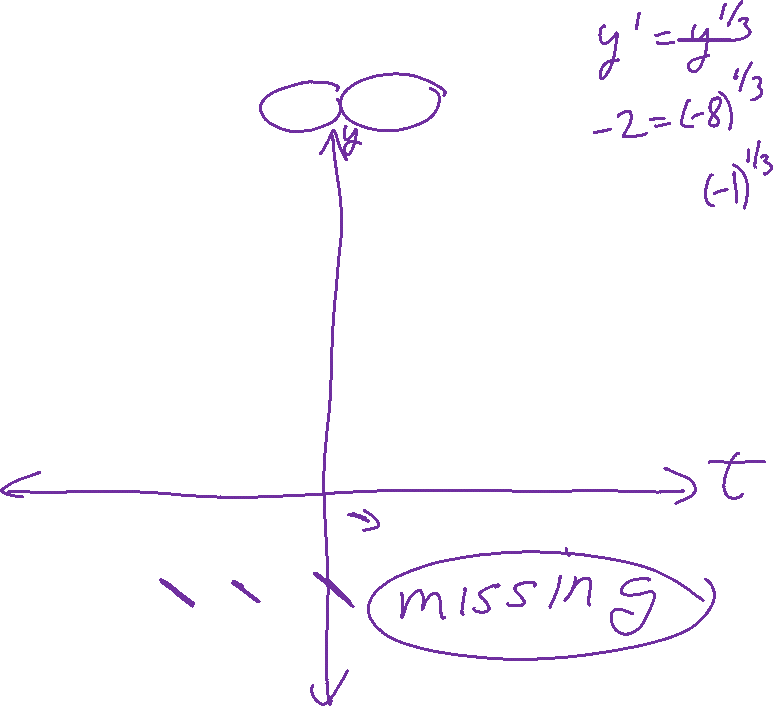 y' = y^{1/3}
-2 = (-8)^{1/3}
(-1)^{1/3}
y
t
missing